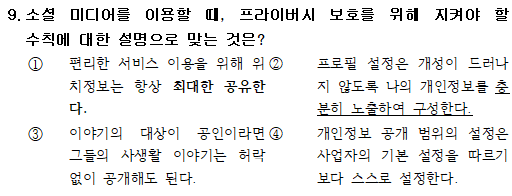 9. 소셜 미디어를 이용할 때, 프라이버시 보호를 위해 지켜야 할
수칙에 대한 설명으로 맞는 것은?
① 편리한 서비스 이용을 위해 위
치정보는 항상 최대한 공유한
다.
② 프로필 설정은 개성이 드러나
지 않도록 나의 개인정보를 충
분히 노출하여 구성한다.
③ 이야기의 대상이 공인이라면
그들의 사생활 이야기는 허락
없이 공개해도 된다.
④ 개인정보 공개 범위의 설정은
사업자의 기본 설정을 따르기
보다 스스로 설정한다.